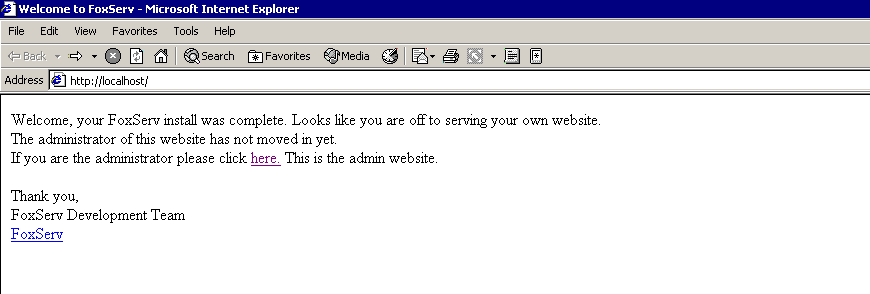 Welcome to FoxServ - Microsoft Internet Explorer
File Edit View Favorites Tools Help
Back Search Favorites Media
Address http://localhost/
Welcome, your FoxServ install was complete. Looks like you are off to serving your own website.
The administrator of this website has not moved in yet.
If you are the administrator please click here. This is the admin website.
Thank you,
FoxServ Development Team
FoxServ